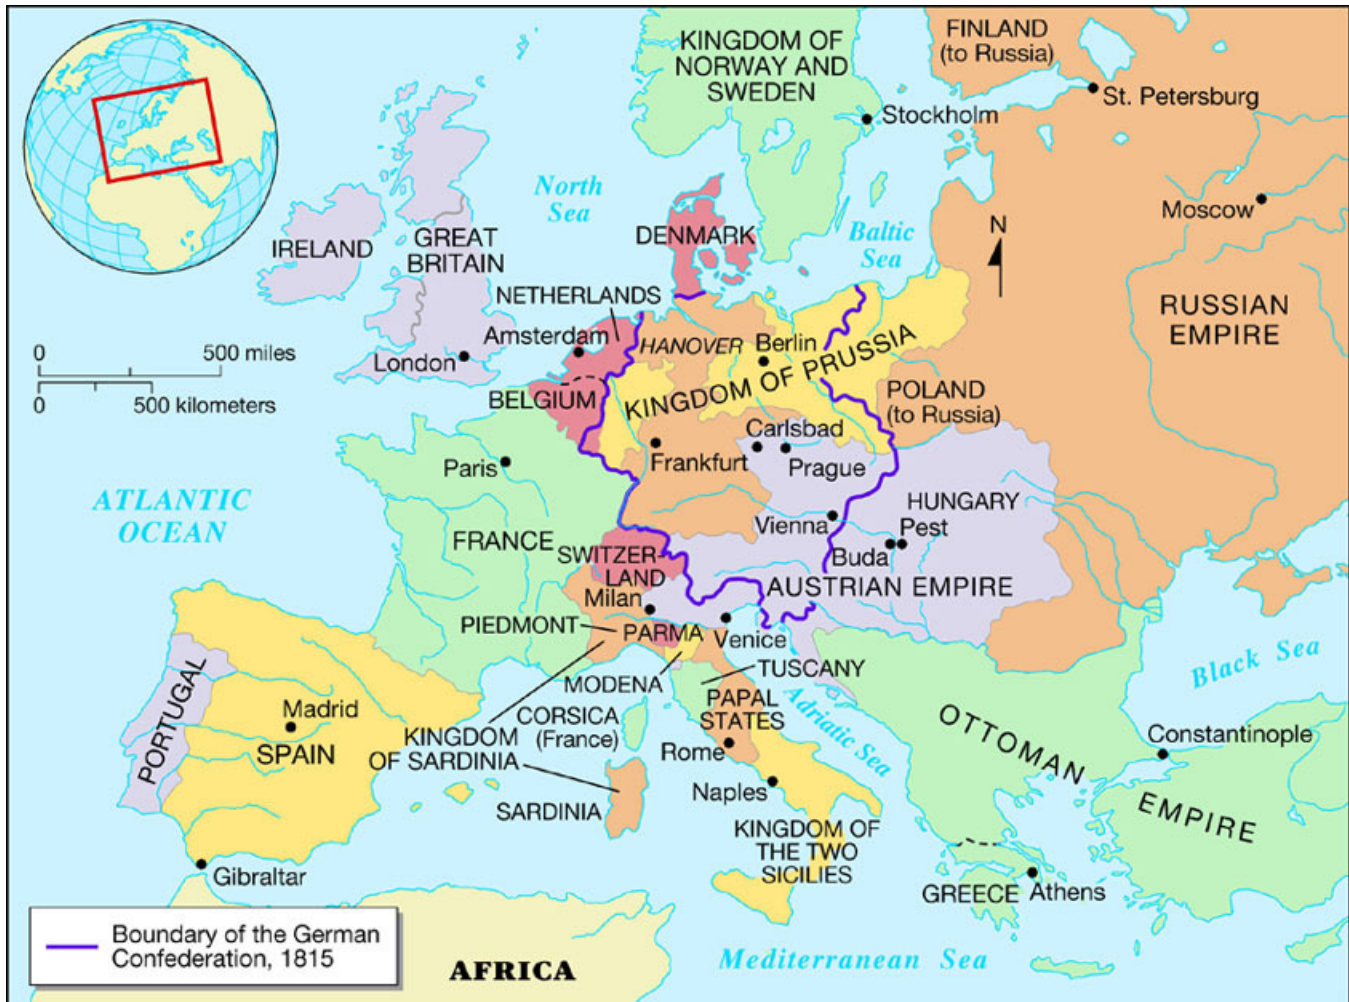 KINGDOM OF
NORWAY AND
SWEDEN
FINLAND
(to Russia)
St. Petersburg
Stockholm
North
Sea
Moscow
IRELAND
GREAT
BRITAIN
DENMARK
Baltic
Sea
N
NETHERLANDS
RUSSIAN
EMPIRE
0 500 miles
0 500 kilometers
London
Amsterdam
HANOVER
Berlin
KINGDOM OF PRUSSIA
BELGIUM
POLAND
(to Russia)
Carlsbad
Paris
Frankfurt
Prague
ATLANTIC
OCEAN
HUNGARY
Vienna
Pest
Buda
FRANCE
SWITZER-
LAND
AUSTRIAN EMPIRE
Milan
PIEDMONT
PARMA
Venice
Black Sea
TUSCANY
MODENA
PORTUGAL
Madrid
SPAIN
CORSICA
(France)
PAPAL
STATES
Adriatic Sea
OTTOMAN
EMPIRE
Constantinople
KINGDOM
OF SARDINIA
Rome
SARDINIA
Naples
KINGDOM OF
THE TWO
SICILIES
Gibraltar
GREECE
Athens
Boundary of the German
Confederation, 1815
AFRICA
Mediterranean Sea